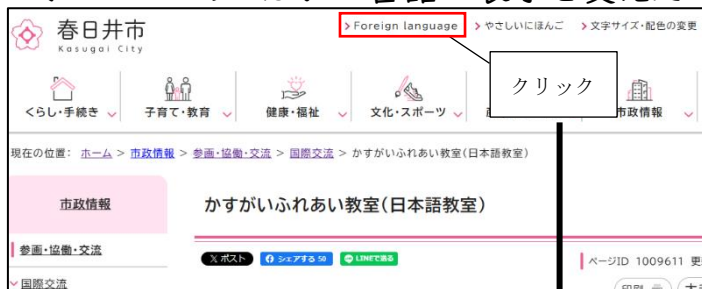 春日井市
Kasugai City
Foreign language
やさしいにほんご
文字サイズ・配色の変更
クリック
くらし・手続き
子育て・教育
健康・福祉
文化・スポーツ
市政情報
現在の位置： ホーム > 市政情報 > 参画・協働・交流 > 国際交流 > かすがいふれあい教室(日本語教室)
市政情報
かすがいふれあい教室(日本語教室)
参画・協働・交流
ポスト
シェアする 50
LINEで送る
ページID 1009611
国際交流
印刷